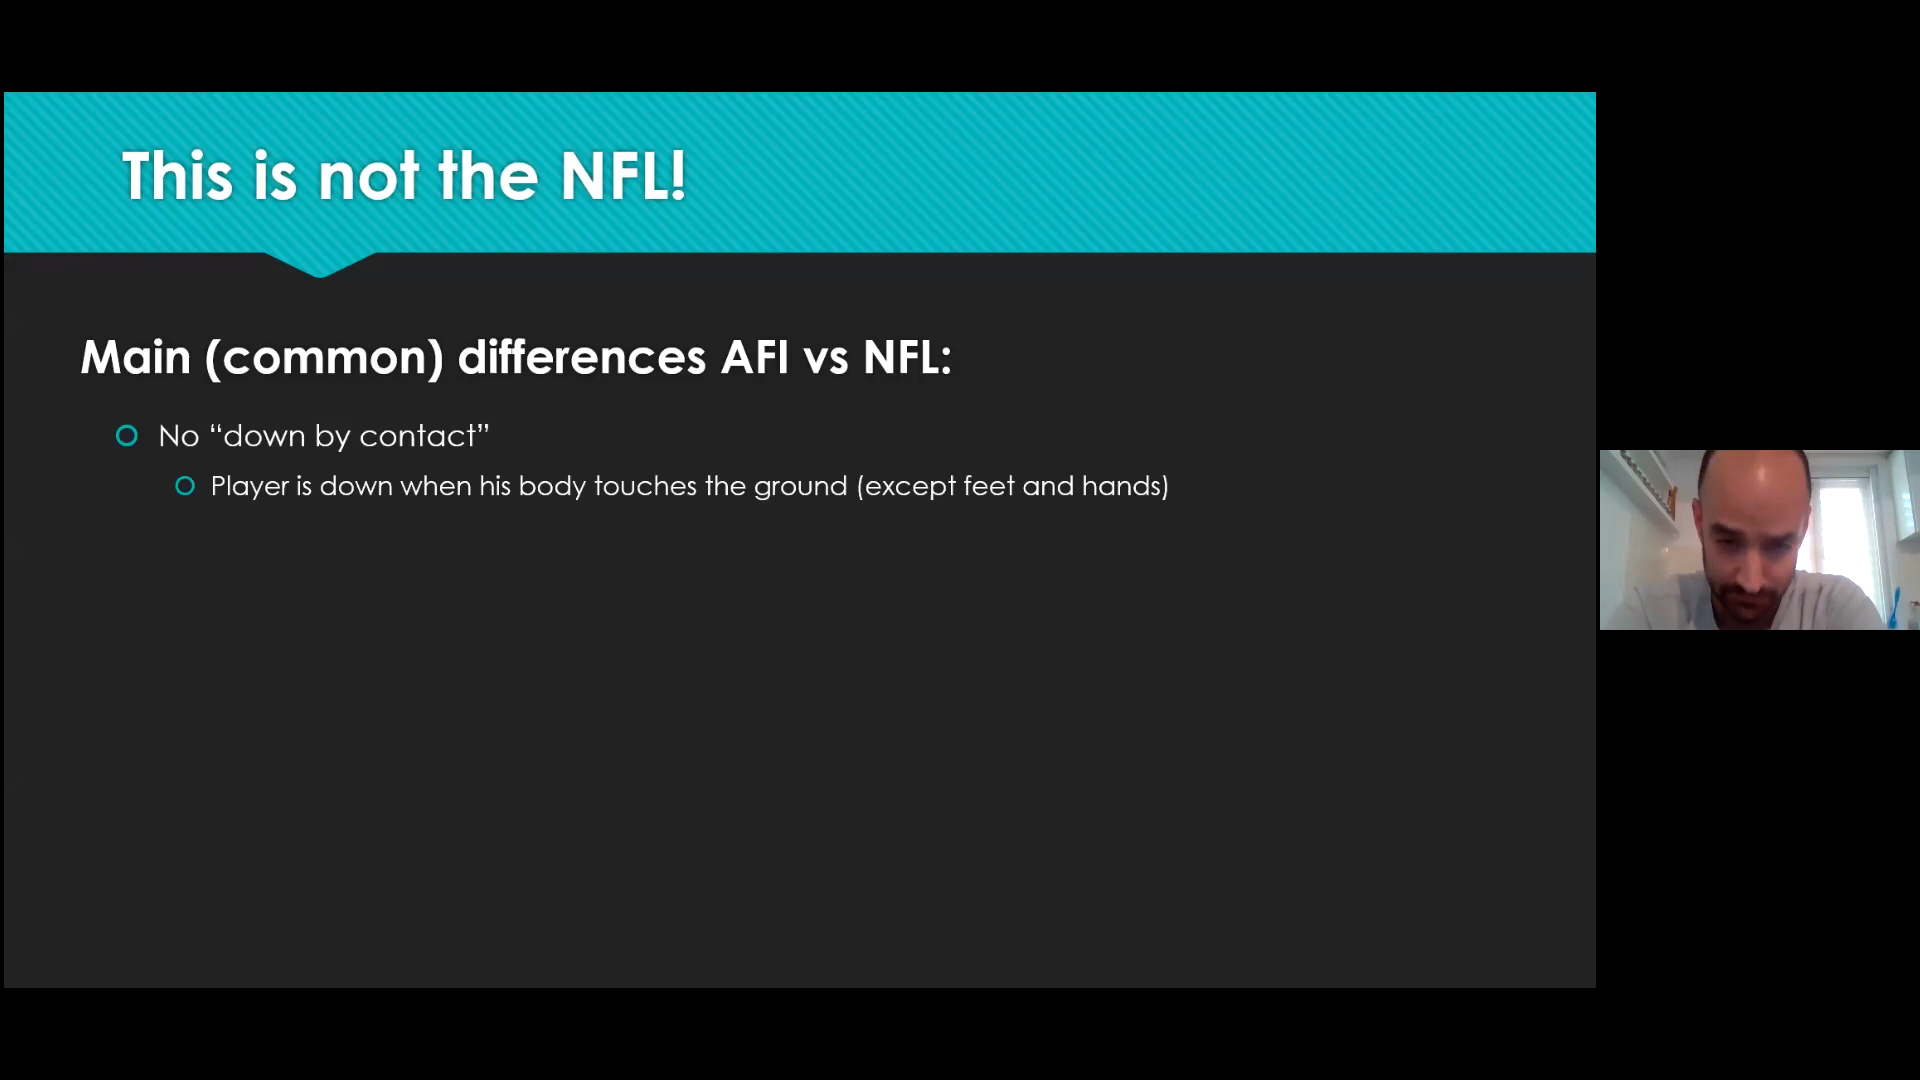 This is not the NFL!
Main (common) differences AFI vs NFL:
No “down by contact”
Player is down when his body touches the ground (except feet and hands)